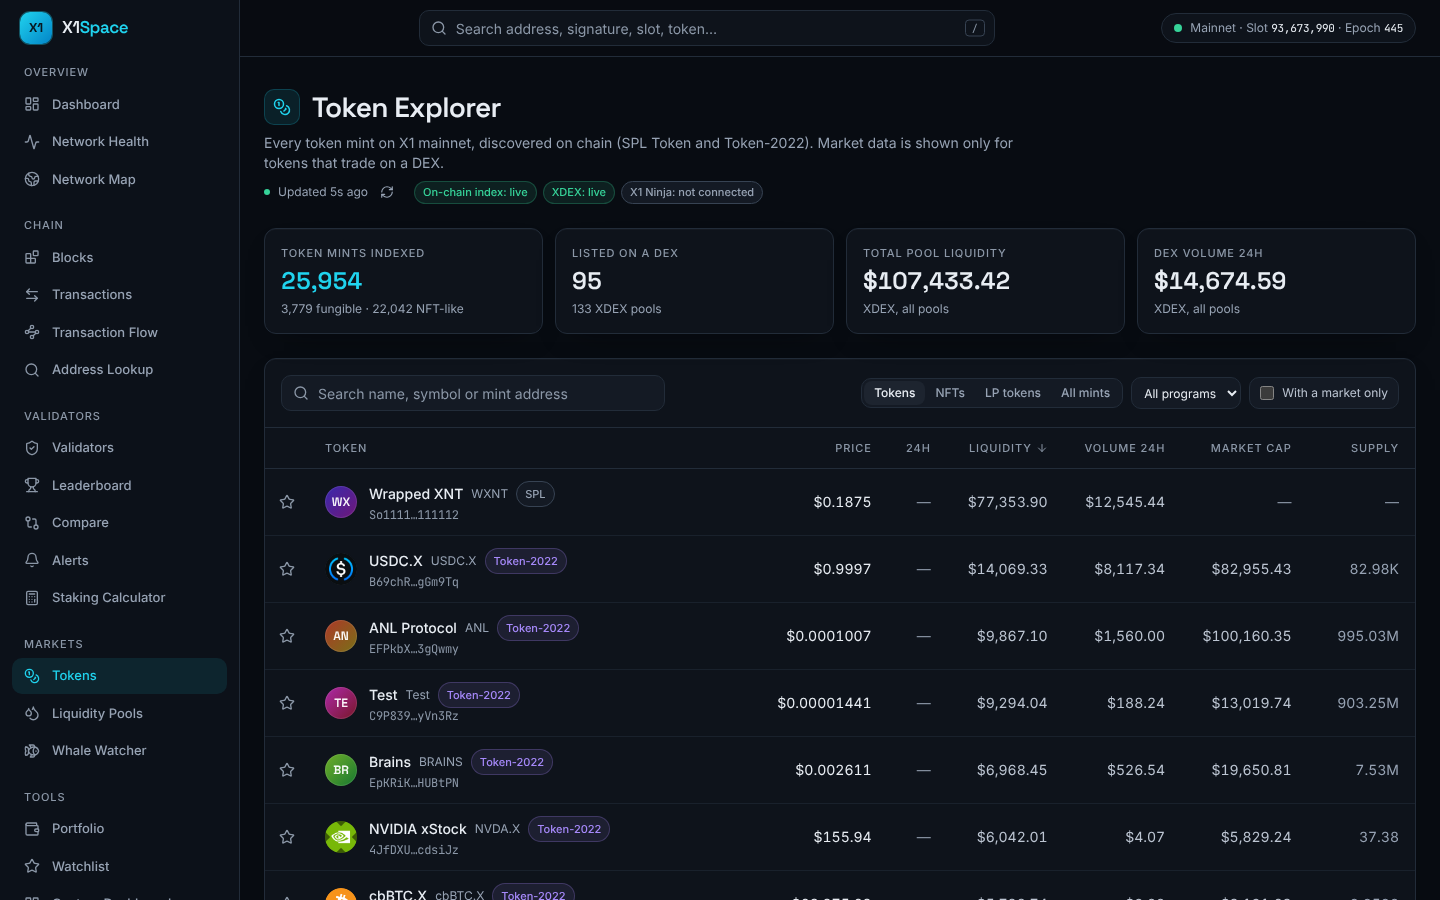 X1 X1Space
Search address, signature, slot, token... /
Mainnet · Slot 93,673,990 · Epoch 445
OVERVIEW
Dashboard
Network Health
Network Map
CHAIN
Blocks
Transactions
Transaction Flow
Address Lookup
VALIDATORS
Validators
Leaderboard
Compare
Alerts
Staking Calculator
MARKETS
Tokens
Liquidity Pools
Whale Watcher
TOOLS
Portfolio
Watchlist
Token Explorer
Every token mint on X1 mainnet, discovered on chain (SPL Token and Token-2022). Market data is shown only for
tokens that trade on a DEX.
Updated 5s ago On-chain index: live XDEX: live X1 Ninja: not connected
TOKEN MINTS INDEXED
25,954
3,779 fungible · 22,042 NFT-like
LISTED ON A DEX
95
133 XDEX pools
TOTAL POOL LIQUIDITY
$107,433.42
XDEX, all pools
DEX VOLUME 24H
$14,674.59
XDEX, all pools
Search name, symbol or mint address
Tokens NFTs LP tokens All mints All programs With a market only
TOKEN PRICE 24H LIQUIDITY ↓ VOLUME 24H MARKET CAP SUPPLY
WX Wrapped XNT WXNT SPL $0.1875 — $77,353.90 $12,545.44 — —
So1111…111112
USDC.X USDC.X Token-2022 $0.9997 — $14,069.33 $8,117.34 $82,955.43 82.98K
B69chR…gGm9Tq
AN ANL Protocol ANL Token-2022 $0.0001007 — $9,867.10 $1,560.00 $100,160.35 995.03M
EFPkbX…3gQwmy
TE Test Test Token-2022 $0.00001441 — $9,294.04 $188.24 $13,019.74 903.25M
C9P839…yVn3Rz
BR Brains BRAINS Token-2022 $0.002611 — $6,968.45 $526.54 $19,650.81 7.53M
EpKRiK…HUBtPN
NVIDIA xStock NVDA.X Token-2022 $155.94 — $6,042.01 $4.07 $5,829.24 37.38
4JfDXU…cdsiJz
cbBTC.X cbBTC.X Token-2022